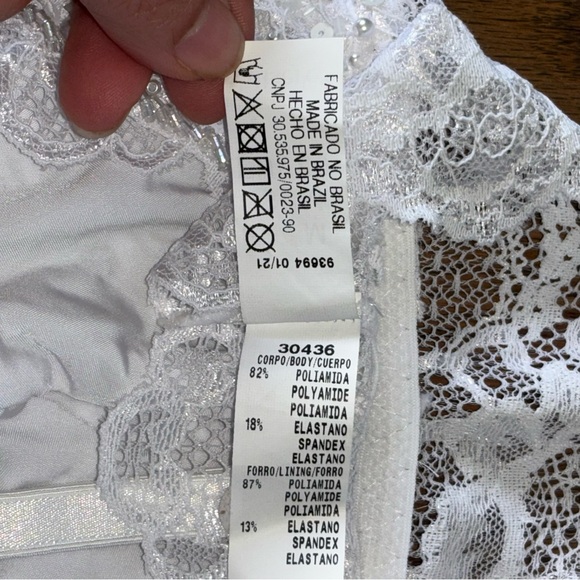 FABRICADO NO BRASIL
MADE IN BRAZIL
HECHO EN BRASIL
CNPJ 30.535.975/0023-90
93694 01/21
30436
CORPO/BODY/CUERPO
82% POLIAMIDA
POLYAMIDE
POLIAMIDA
18% ELASTANO
SPANDEX
ELASTANO
FORRO/LINING/FORRO
87% POLIAMIDA
POLYAMIDE
POLIAMIDA
13% ELASTANO
SPANDEX
ELASTANO